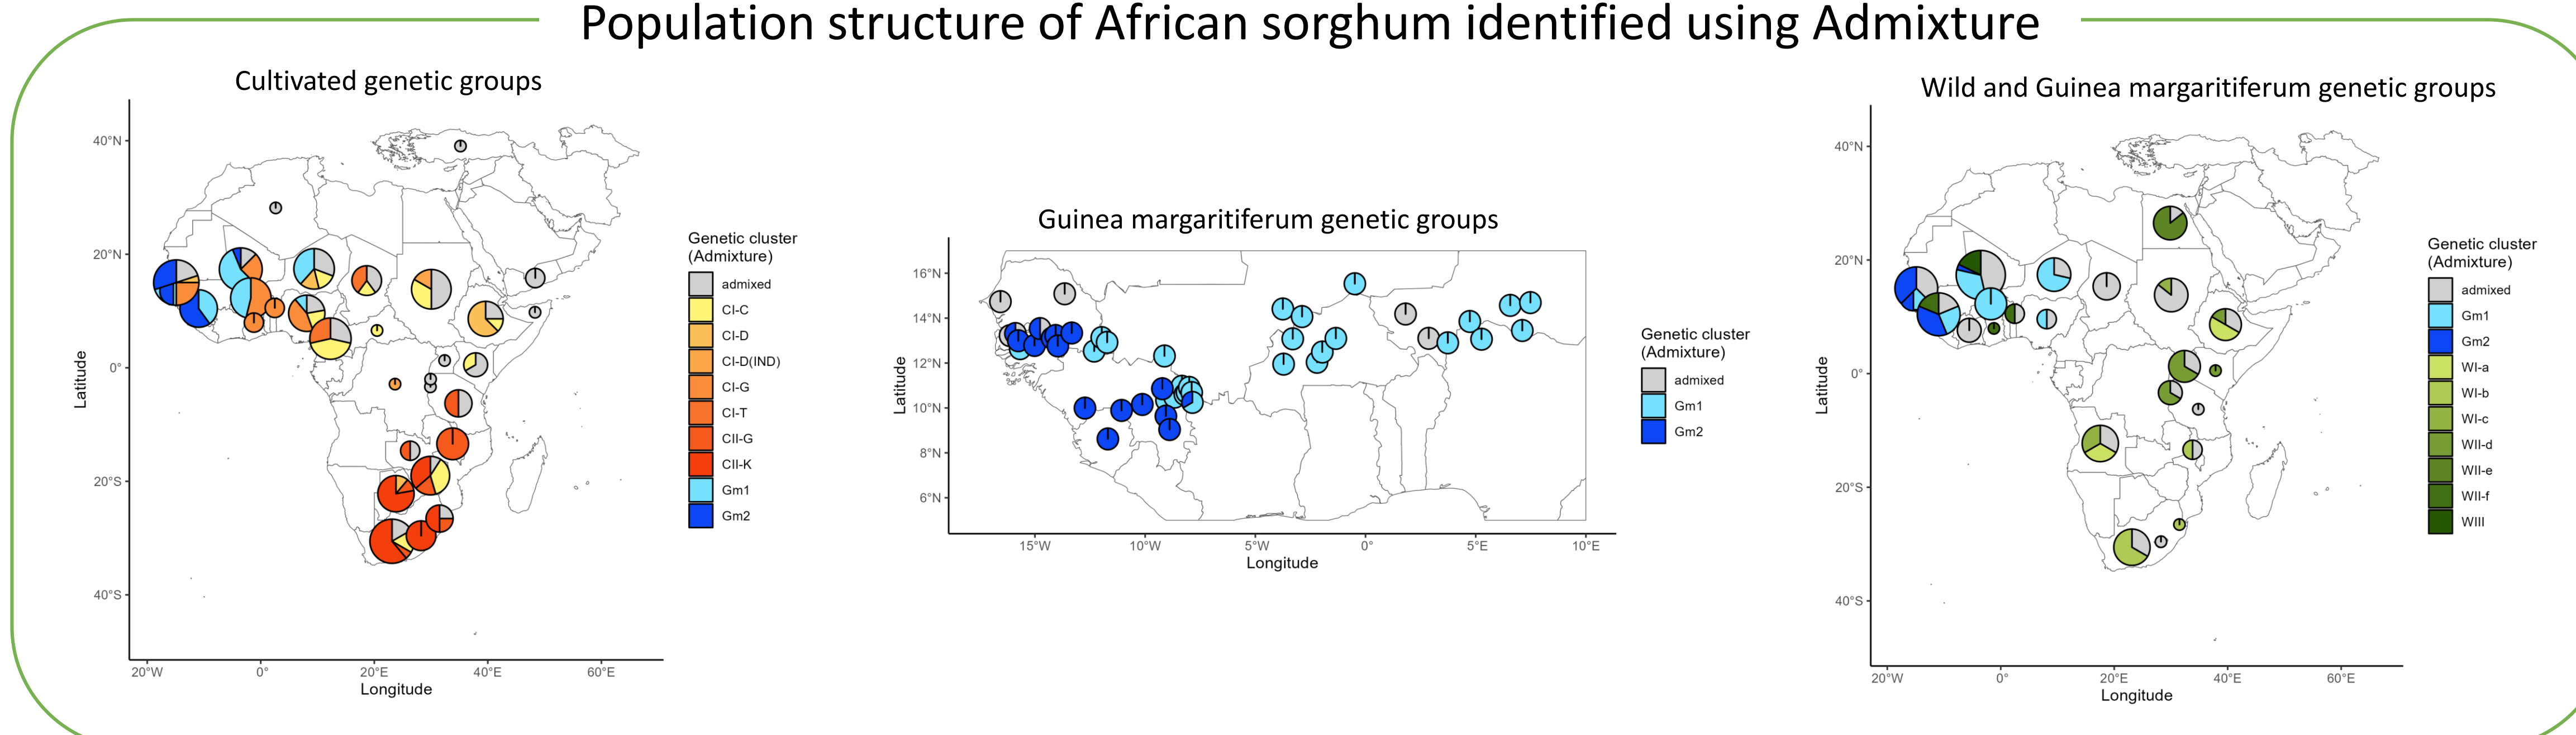 Population structure of African sorghum identified using Admixture
Cultivated genetic groups
40°N
20°N
0°
20°S
40°S
Latitude
20°W
0°
20°E
40°E
60°E
Longitude
Genetic cluster
(Admixture)
admixed
CI-C
CI-D
CI-D(IND)
CI-G
CI-T
CII-G
CII-K
Gm1
Gm2
Guinea margaritiferum genetic groups
16°N
14°N
12°N
10°N
8°N
6°N
Latitude
15°W
10°W
5°W
0°
5°E
10°E
Longitude
Genetic cluster
(Admixture)
admixed
Gm1
Gm2
Wild and Guinea margaritiferum genetic groups
40°N
20°N
0°
20°S
40°S
Latitude
20°W
0°
20°E
40°E
60°E
Longitude
Genetic cluster
(Admixture)
admixed
Gm1
Gm2
WI-a
WI-b
WI-c
WII-d
WII-e
WII-f
WIII